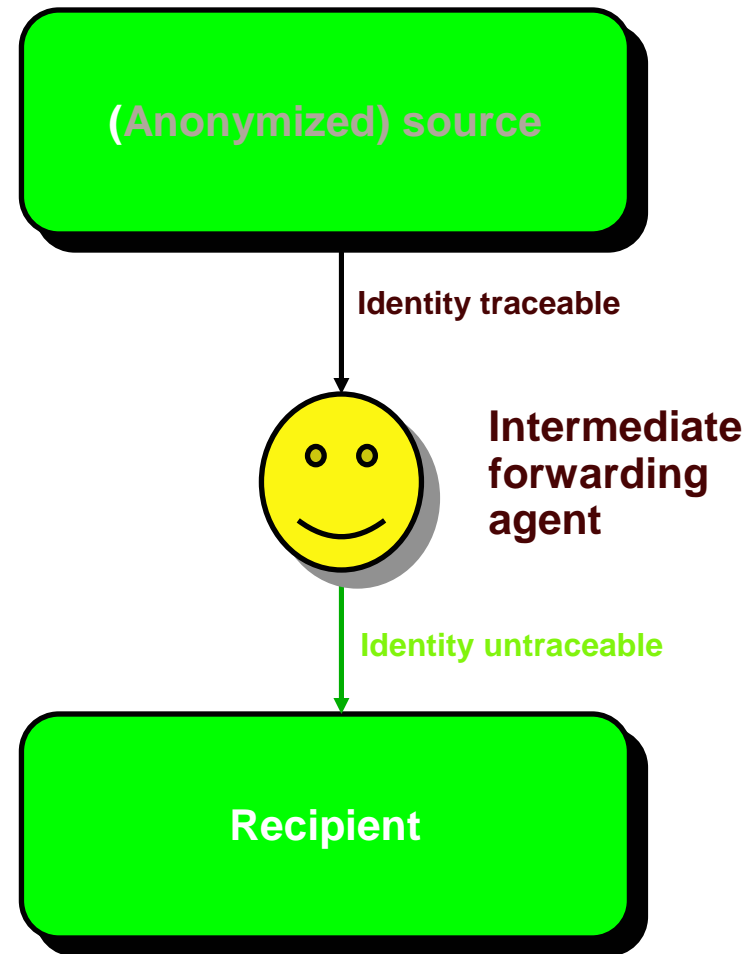 (Anonymized) source
Identity traceable
Intermediate
forwarding
agent
Identity untraceable
Recipient